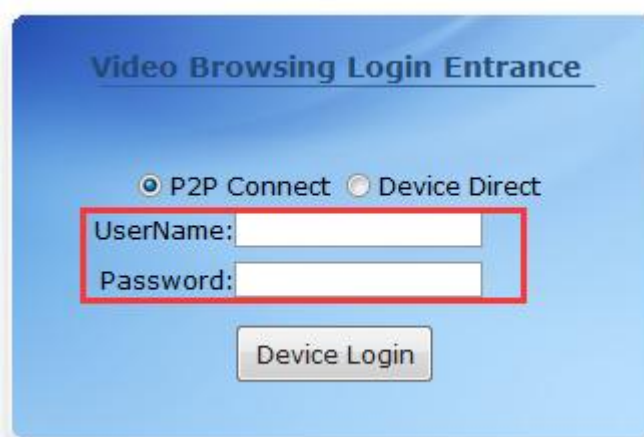 Video Browsing Login Entrance
P2P Connect Device Direct
UserName:
Password:
Device Login